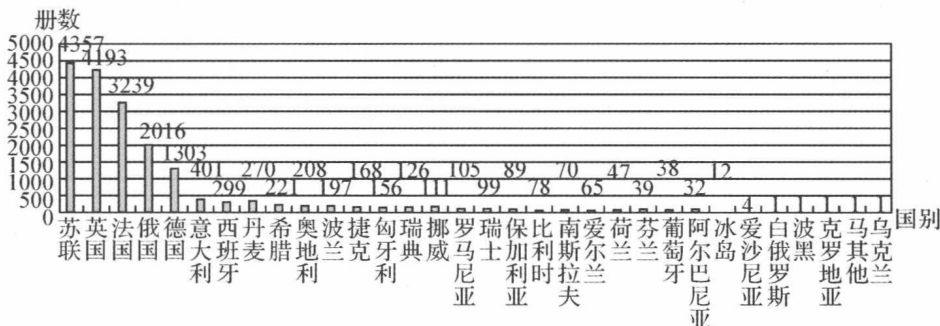 册数
5000
4500
4000
3500
3000
2500
2000
1500
1000
500
0
4357
4193
3239
2016
1303
401
299
270
221
208
197
168
156
126
111
105
99
89
78
70
65
47
39
38
32
12
4
国别
苏联
英国
法国
俄国
德国
意大利
西班牙
丹麦
希腊
奥地利
波兰
捷克
匈牙利
瑞典
挪威
罗马尼亚
瑞士
保加利亚
比利时
南斯拉夫
爱尔兰
荷兰
芬兰
葡萄牙
阿尔巴尼亚
冰岛
爱沙尼亚
白俄罗斯
波黑
克罗地亚
马其他
乌克兰